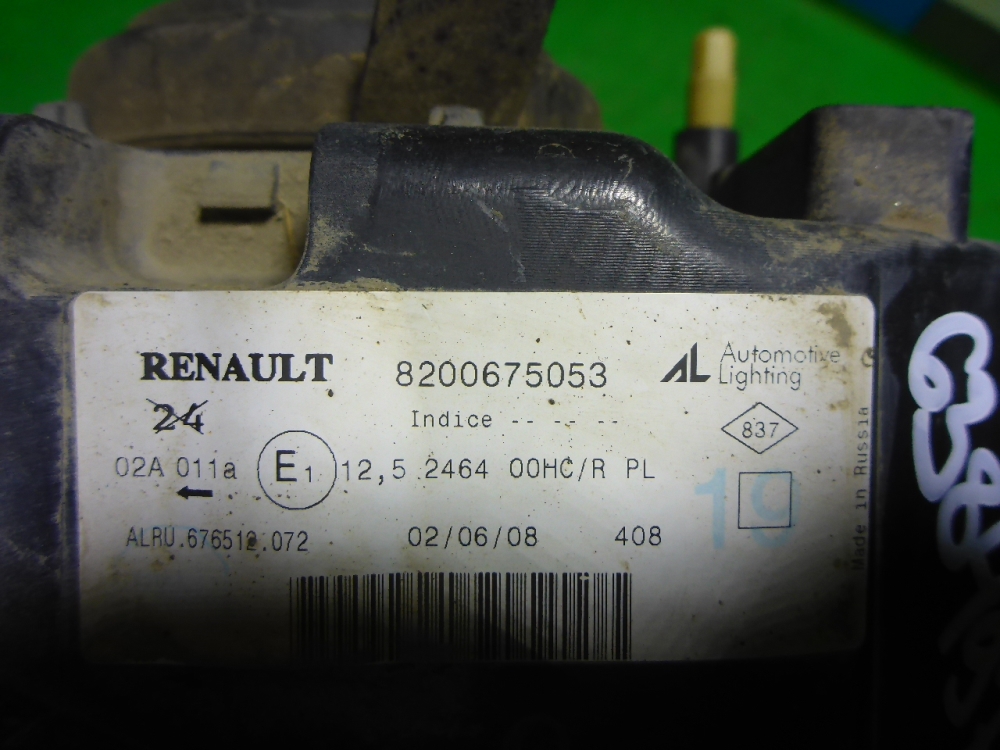 RENAULT 8200675053 AL Automotive Lighting
24 Indice -- -- -- 837
02A 011a E1 12,5 2464 00HC/R PL
19
ALRU.676512.072 02/06/08 408
Made in Russia